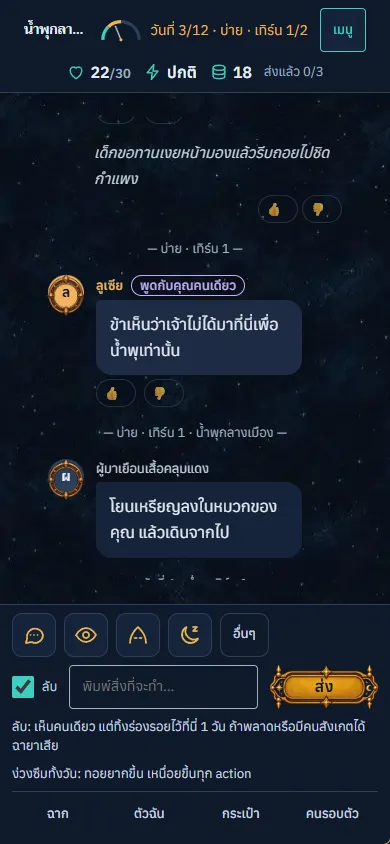 น้ำพุกลา...
วันที่ 3/12 · บ่าย · เทิร์น 1/2
เมนู
22/30 ปกติ 18 ส่งแล้ว 0/3
เด็กขอทานเงยหน้ามองแล้วรีบถอยไปชิด
กำแพง
— บ่าย · เทิร์น 1 —
ล
ลูเซีย พูดกับคุณคนเดียว
ข้าเห็นว่าเจ้าไม่ได้มาที่นี่เพื่อ
น้ำพุเท่านั้น
— บ่าย · เทิร์น 1 · น้ำพุกลางเมือง —
ผ
ผู้มาเยือนเสื้อคลุมแดง
โยนเหรียญลงในหมวกของ
คุณ แล้วเดินจากไป
อื่นๆ
ลับ
พิมพ์สิ่งที่จะทำ...
ส่ง
ลับ: เห็นคนเดียว แต่ทิ้งร่องรอยไว้ที่นี่ 1 วัน ถ้าพลาดหรือมีคนสังเกตได้
ฉายาเสีย
ง่วงซึมทั้งวัน: ทอยยากขึ้น เหนื่อยขึ้นทุก action
ฉาก ตัวฉัน กระเป๋า คนรอบตัว